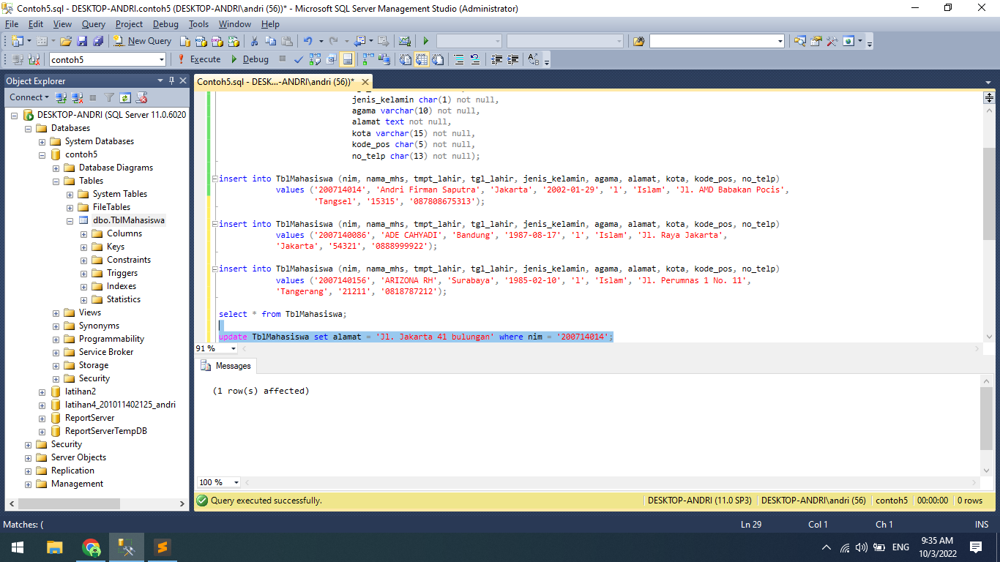 Contoh5.sql - DESKTOP-ANDRI.contoh5 (DESKTOP-ANDRI\andri (56))* - Microsoft SQL Server Management Studio (Administrator)
File Edit View Query Project Debug Tools Window Help
New Query
contoh5 Execute Debug
Object Explorer
Connect
DESKTOP-ANDRI (SQL Server 11.0.6020
Databases
System Databases
contoh5
Database Diagrams
Tables
System Tables
FileTables
dbo.TblMahasiswa
Columns
Keys
Constraints
Triggers
Indexes
Statistics
Views
Synonyms
Programmability
Service Broker
Storage
Security
latihan2
latihan4_201011402125_andri
ReportServer
ReportServerTempDB
Security
Server Objects
Replication
Management
Contoh5.sql - DESK...-ANDRI\andri (56))*
jenis_kelamin char(1) not null,
agama varchar(10) not null,
alamat text not null,
kota varchar(15) not null,
kode_pos char(5) not null,
no_telp char(13) not null);
insert into TblMahasiswa (nim, nama_mhs, tmpt_lahir, tgl_lahir, jenis_kelamin, agama, alamat, kota, kode_pos, no_telp)
values ('200714014', 'Andri Firman Saputra', 'Jakarta', '2002-01-29', 'l', 'Islam', 'Jl. AMD Babakan Pocis',
'Tangsel', '15315', '087808675313');
insert into TblMahasiswa (nim, nama_mhs, tmpt_lahir, tgl_lahir, jenis_kelamin, agama, alamat, kota, kode_pos, no_telp)
values ('2007140086', 'ADE CAHYADI', 'Bandung', '1987-08-17', 'l', 'Islam', 'Jl. Raya Jakarta',
'Jakarta', '54321', '0888999922');
insert into TblMahasiswa (nim, nama_mhs, tmpt_lahir, tgl_lahir, jenis_kelamin, agama, alamat, kota, kode_pos, no_telp)
values ('2007140156', 'ARIZONA RH', 'Surabaya', '1985-02-10', 'l', 'Islam', 'Jl. Perumnas 1 No. 11',
'Tangerang', '21211', '0818787212');
select * from TblMahasiswa;
update TblMahasiswa set alamat = 'Jl. Jakarta 41 bulungan' where nim = '200714014';
91 %
Messages
(1 row(s) affected)
100 %
Query executed successfully. DESKTOP-ANDRI (11.0 SP3) DESKTOP-ANDRI\andri (56) contoh5 00:00:00 0 rows
Matches: ( Ln 29 Col 1 Ch 1 INS
ENG
9:35 AM
10/3/2022